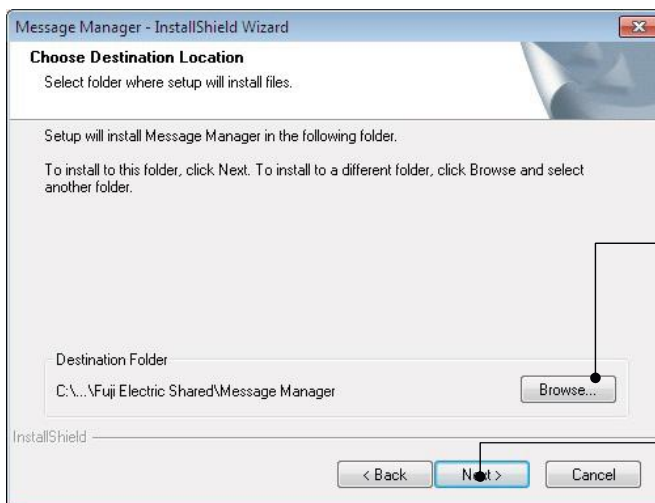 Message Manager - InstallShield Wizard
Choose Destination Location
Select folder where setup will install files.
Setup will install Message Manager in the following folder.
To install to this folder, click Next. To install to a different folder, click Browse and select
another folder.
Destination Folder
C:\...\Fuji Electric Shared\Message Manager
Browse...
InstallShield
< Back
Next >
Cancel